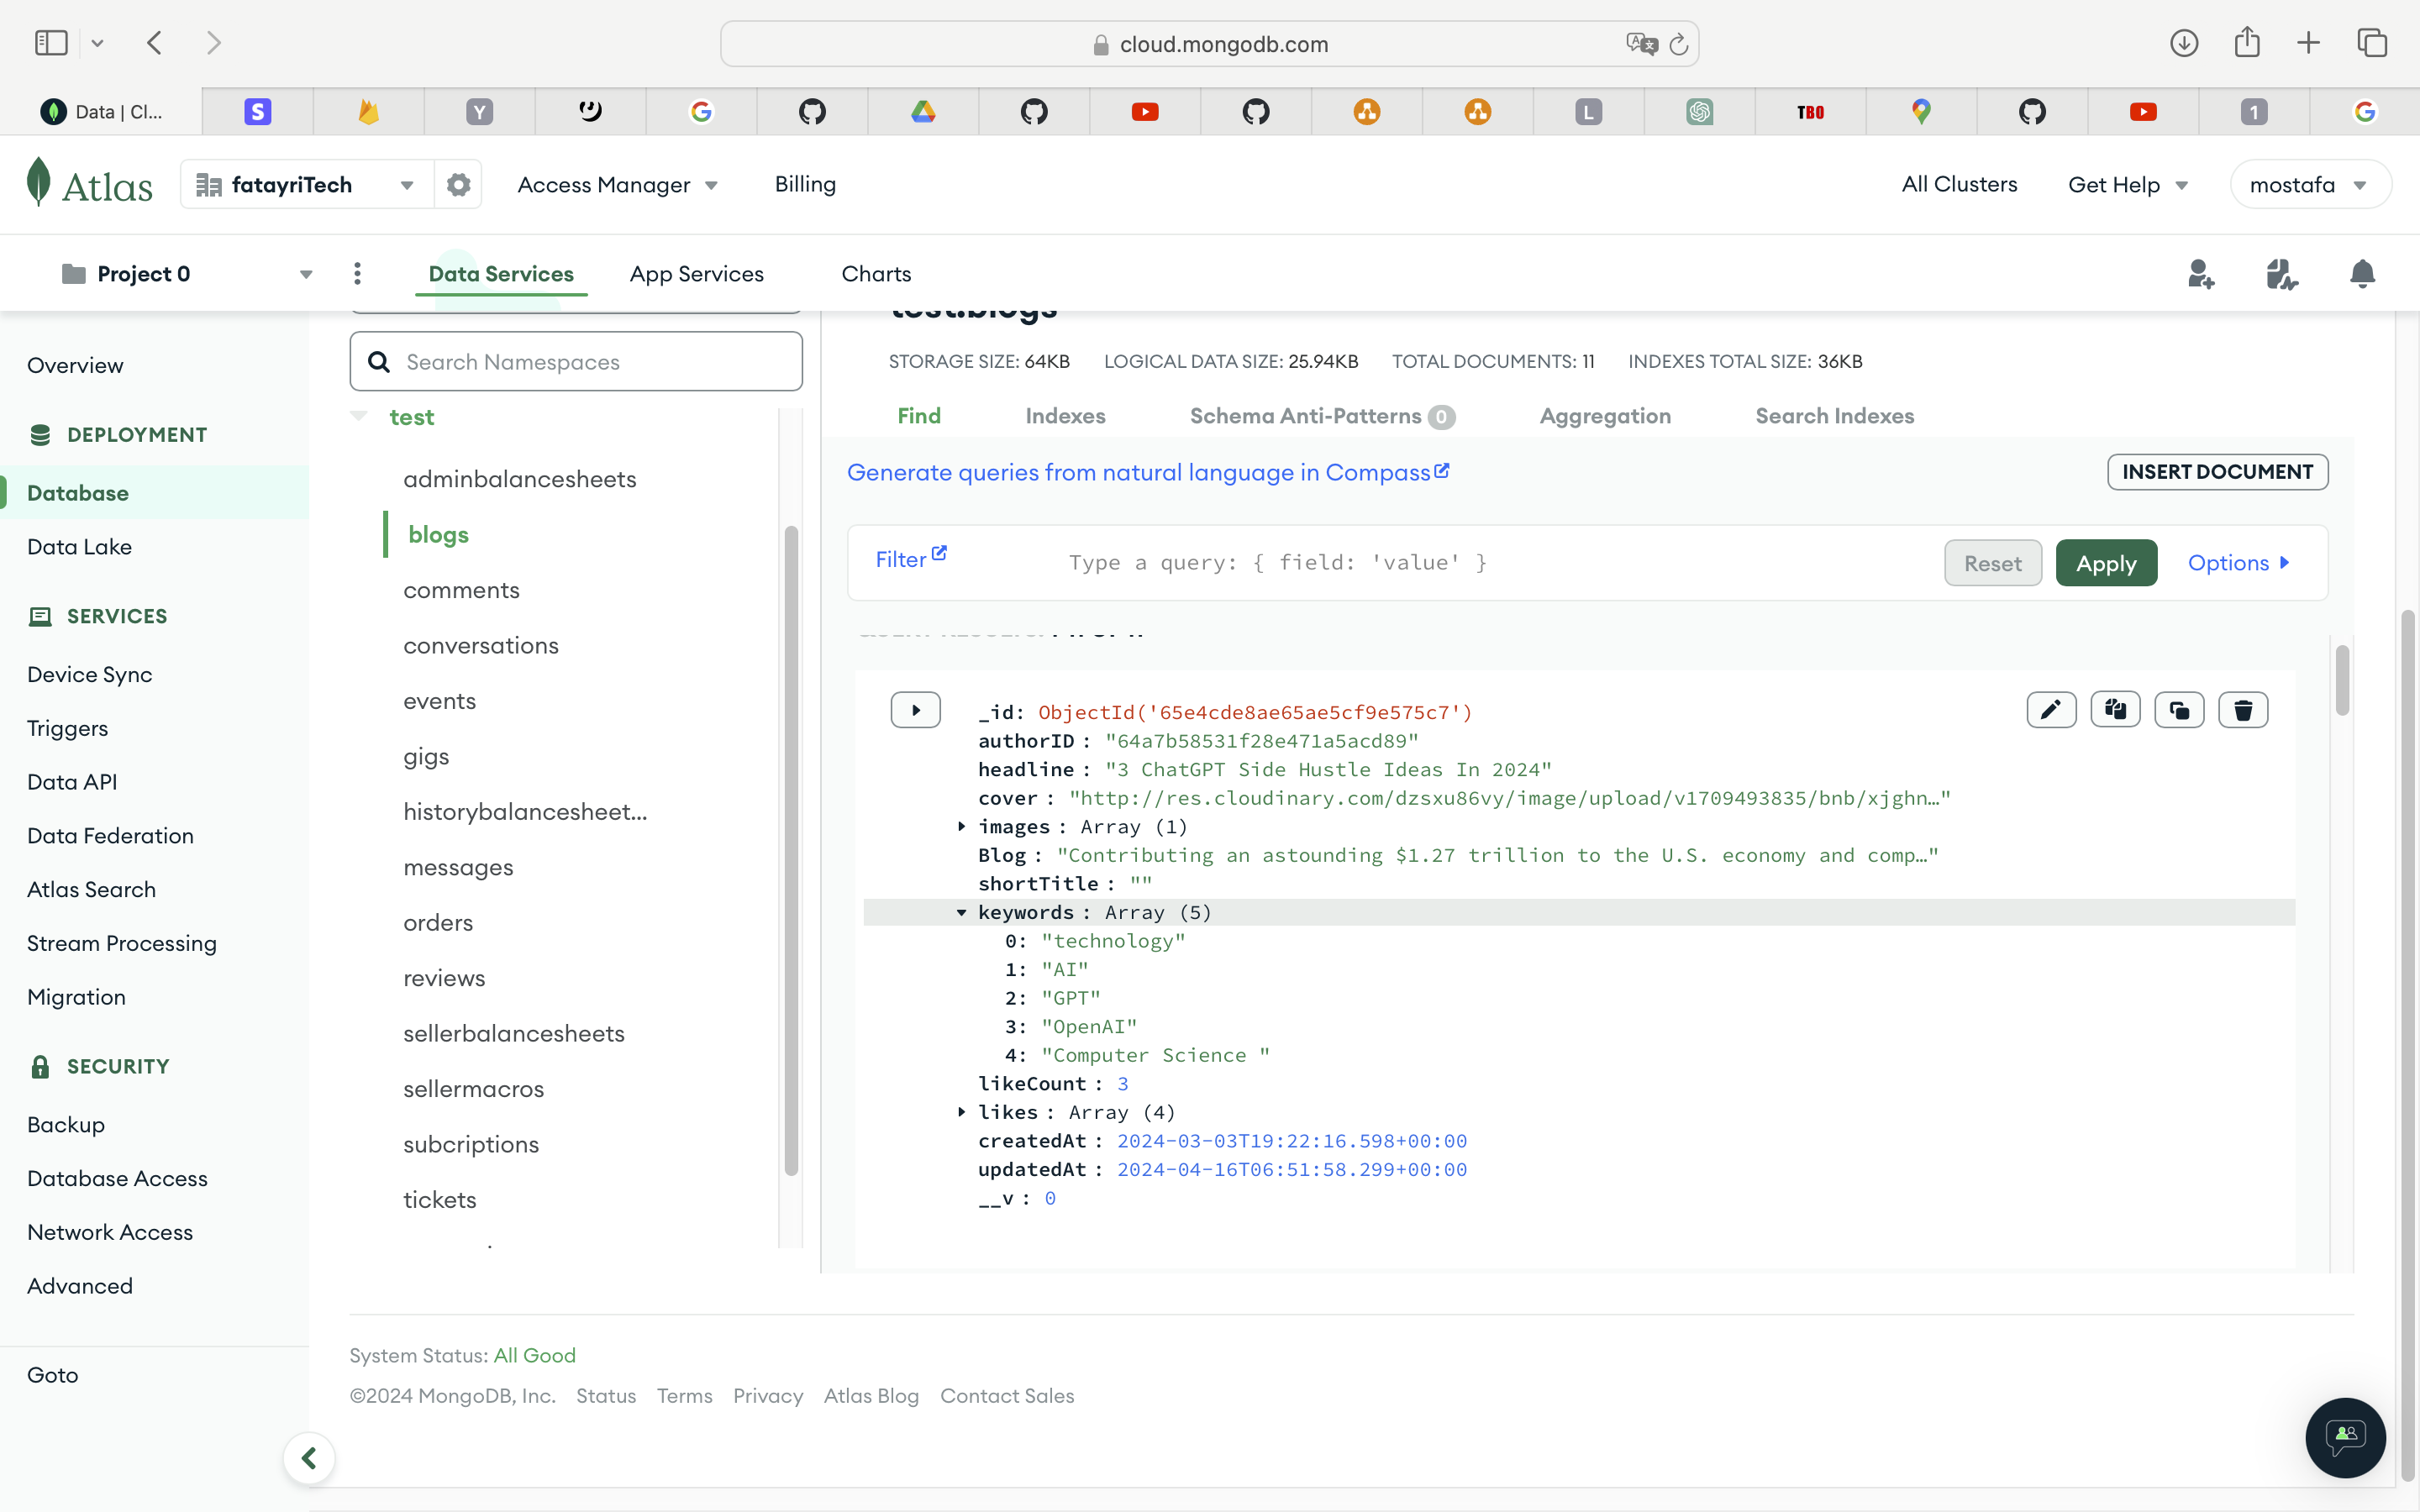 cloud.mongodb.com
Data | Cl...
S
Y
G
L
TBO
1
G
Atlas
fatayriTech
Access Manager
Billing
All Clusters
Get Help
mostafa
Project 0
Data Services
App Services
Charts
Overview
DEPLOYMENT
Database
Data Lake
SERVICES
Device Sync
Triggers
Data API
Data Federation
Atlas Search
Stream Processing
Migration
SECURITY
Backup
Database Access
Network Access
Advanced
Goto
Search Namespaces
test
adminbalancesheets
blogs
comments
conversations
events
gigs
historybalancesheet...
messages
orders
reviews
sellerbalancesheets
sellermacros
subcriptions
tickets
test.blogs
STORAGE SIZE: 64KB LOGICAL DATA SIZE: 25.94KB TOTAL DOCUMENTS: 11 INDEXES TOTAL SIZE: 36KB
Find Indexes Schema Anti-Patterns 0 Aggregation Search Indexes
Generate queries from natural language in Compass
INSERT DOCUMENT
Filter
Type a query: { field: 'value' }
Reset
Apply
Options
_id: ObjectId('65e4cde8ae65ae5cf9e575c7')
authorID : "64a7b58531f28e471a5acd89"
headline : "3 ChatGPT Side Hustle Ideas In 2024"
cover : "http://res.cloudinary.com/dzsxu86vy/image/upload/v1709493835/bnb/xjghn…"
images : Array (1)
Blog : "Contributing an astounding $1.27 trillion to the U.S. economy and comp…"
shortTitle : ""
keywords : Array (5)
0: "technology"
1: "AI"
2: "GPT"
3: "OpenAI"
4: "Computer Science "
likeCount : 3
likes : Array (4)
createdAt : 2024-03-03T19:22:16.598+00:00
updatedAt : 2024-04-16T06:51:58.299+00:00
__v : 0
System Status: All Good
©2024 MongoDB, Inc. Status Terms Privacy Atlas Blog Contact Sales